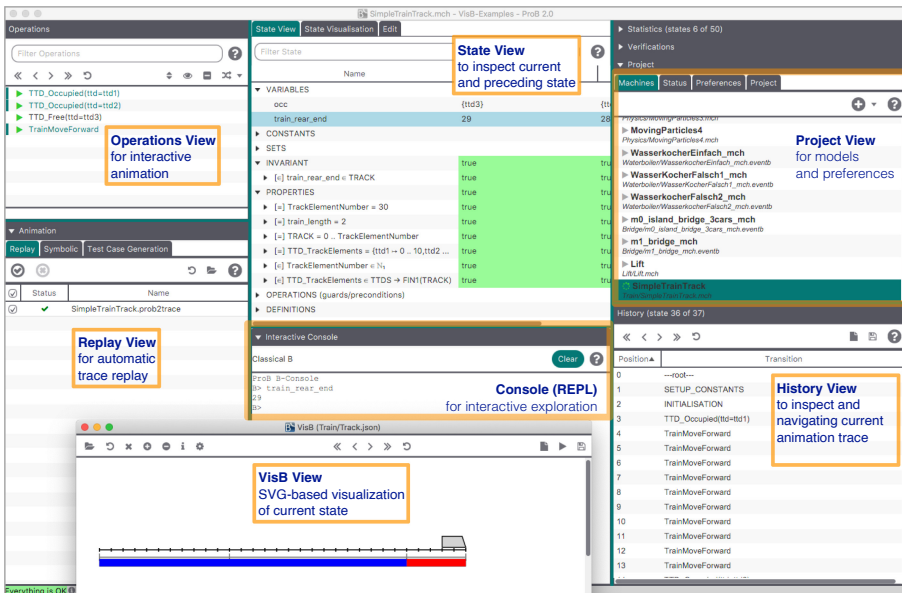 SimpleTrainTrack.mch - VisB-Examples - ProB 2.0
Operations
Filter Operations
TTD_Occupied(ttd=ttd1)
TTD_Occupied(ttd=ttd2)
TTD_Free(ttd=ttd3)
TrainMoveForward
Operations View
for interactive
animation
Animation
Replay Symbolic Test Case Generation
Status Name
SimpleTrainTrack.prob2trace
Replay View
for automatic
trace replay
Everything is OK
State View State Visualisation Edit
Filter State
State View
to inspect current
and preceding state
Name
VARIABLES
occ {ttd3}
train_rear_end 29 28
CONSTANTS
SETS
INVARIANT true
[∈] train_rear_end ∈ TRACK true
PROPERTIES true
[=] TrackElementNumber = 30 true
[=] train_length = 2 true
[=] TRACK = 0 .. TrackElementNumber true
[=] TTD_TrackElements = {ttd1 ↦ 0 .. 10,ttd2 ... true
[∈] TrackElementNumber ∈ ℕ₁ true
[∈] TTD_TrackElements ∈ TTDS → FIN1(TRACK) true
OPERATIONS (guards/preconditions)
DEFINITIONS
Interactive Console
Classical B Clear
ProB B-Console
B> train_rear_end
29
B>
Console (REPL)
for interactive exploration
VisB (Train/Track.json)
VisB View
SVG-based visualization
of current state
Statistics (states 6 of 50)
Verifications
Project
Machines Status Preferences Project
Physics/MovingParticles3.mch
MovingParticles4
Physics/MovingParticles4.mch
WasserkocherEinfach_mch
Waterboiler/WasserkocherEinfach_mch.eventb
WasserKocherFalsch1_mch
Waterboiler/WasserKocherFalsch1_mch.eventb
WasserkocherFalsch2_mch
Waterboiler/WasserkocherFalsch2_mch.eventb
m0_island_bridge_3cars_mch
Bridge/m0_island_bridge_3cars_mch.eventb
m1_bridge_mch
Bridge/m1_bridge_mch.eventb
Lift
Lift/Lift.mch
SimpleTrainTrack
Train/SimpleTrainTrack.mch
Project View
for models
and preferences
History (state 36 of 37)
Position Transition
0 ---root---
1 SETUP_CONSTANTS
2 INITIALISATION
3 TTD_Occupied(ttd=ttd1)
4 TrainMoveForward
5 TrainMoveForward
6 TrainMoveForward
7 TrainMoveForward
8 TrainMoveForward
9 TrainMoveForward
10 TrainMoveForward
11 TrainMoveForward
12 TrainMoveForward
13 TrainMoveForward
History View
to inspect and
navigating current
animation trace